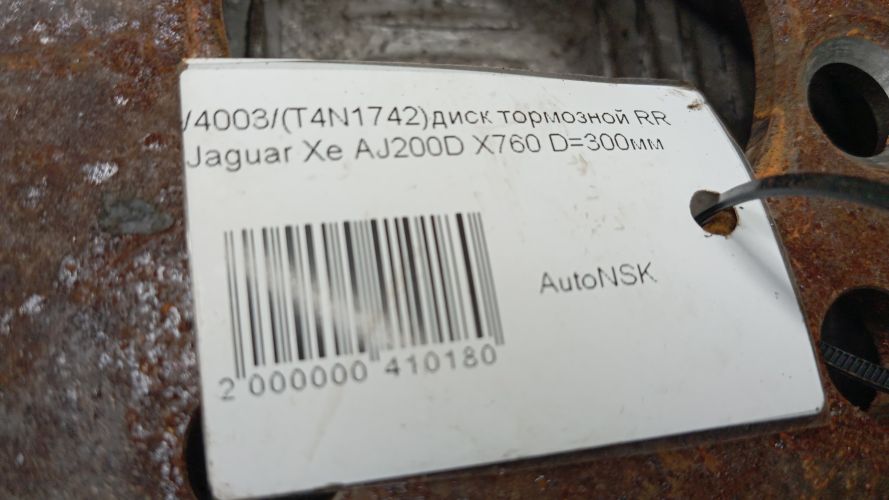 /4003/(T4N1742)диск тормозной RR
Jaguar Xe AJ200D X760 D=300мм
AutoNSK
2 000000 410180